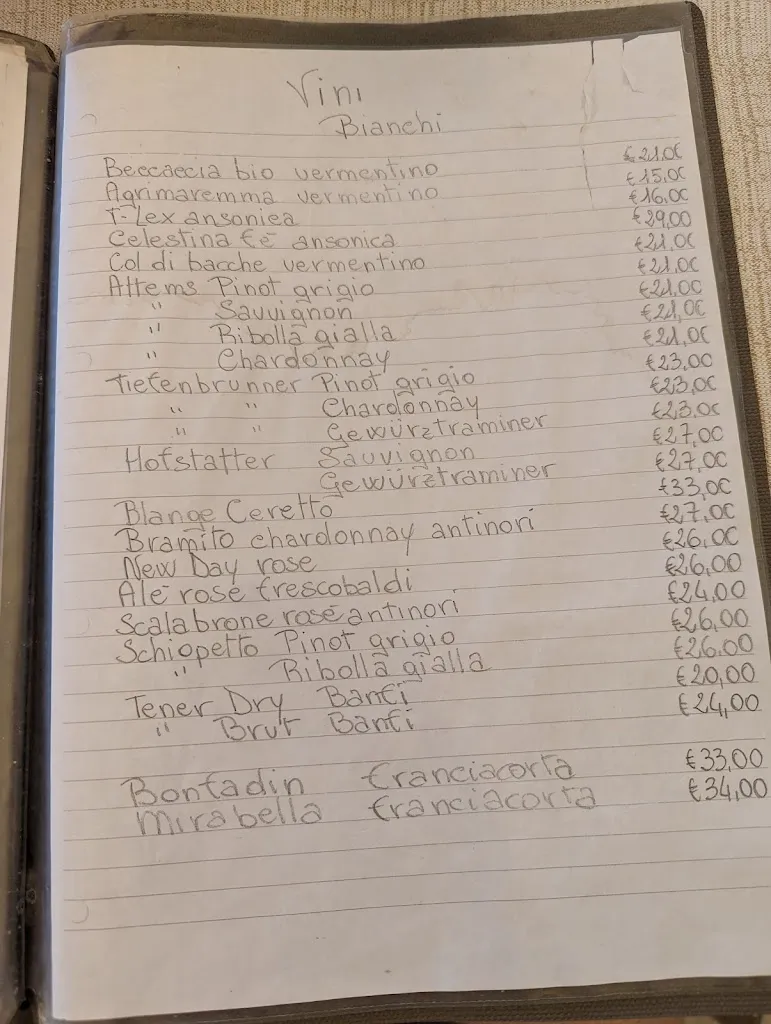 Vini
Bianchi
Beccaecia bio vermentino €21,00
Agrimaremma vermentino €15,00
T-Lex ansonica €16,00
Celestina fè ansonica €29,00
Col di bacche vermentino €21,00
Attems Pinot grigio €21,00
" Sauvignon €21,00
" Ribolla gialla €21,00
" Chardonnay €21,00
Tiefenbrunner Pinot grigio €23,00
" " Chardonnay €23,00
" " Gewürztraminer €23,00
Hofstatter Sauvignon €27,00
Gewürztraminer €27,00
Blange Ceretto €33,00
Bramito chardonnay antinori €27,00
New Day rose €26,00
Alè rose frescobaldi €26,00
Scalabrone rosè antinori €24,00
Schiopetto Pinot grigio €26,00
" Ribolla gialla €26,00
Tener Dry Banfi €20,00
" Brut Banfi €24,00
Bontadin franciacorta €33,00
Mirabella franciacorta €34,00